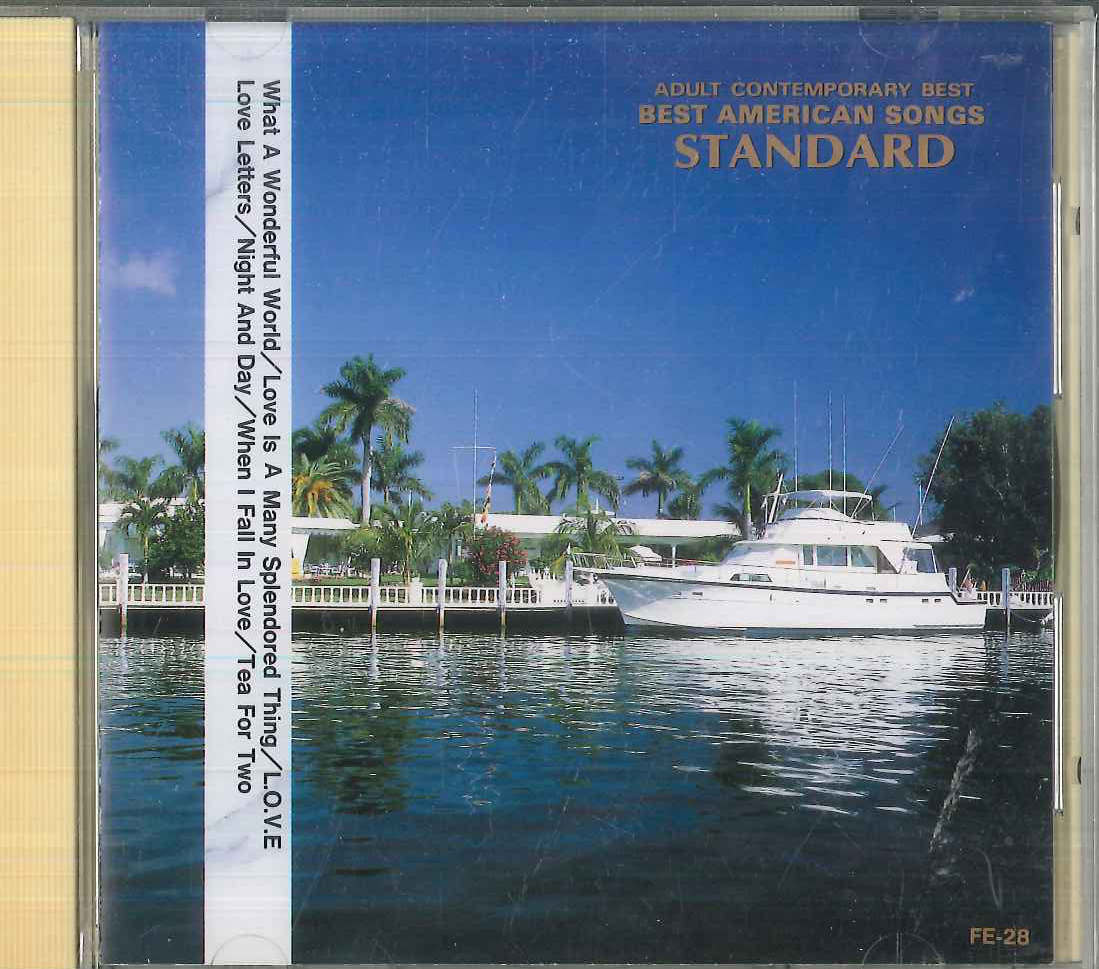 ADULT CONTEMPORARY BEST
BEST AMERICAN SONGS
STANDARD
What A Wonderful World/Love Is A Many Splendored Thing/L.O.V.E
Love Letters/Night And Day/When I Fall In Love/Tea For Two
FE-28